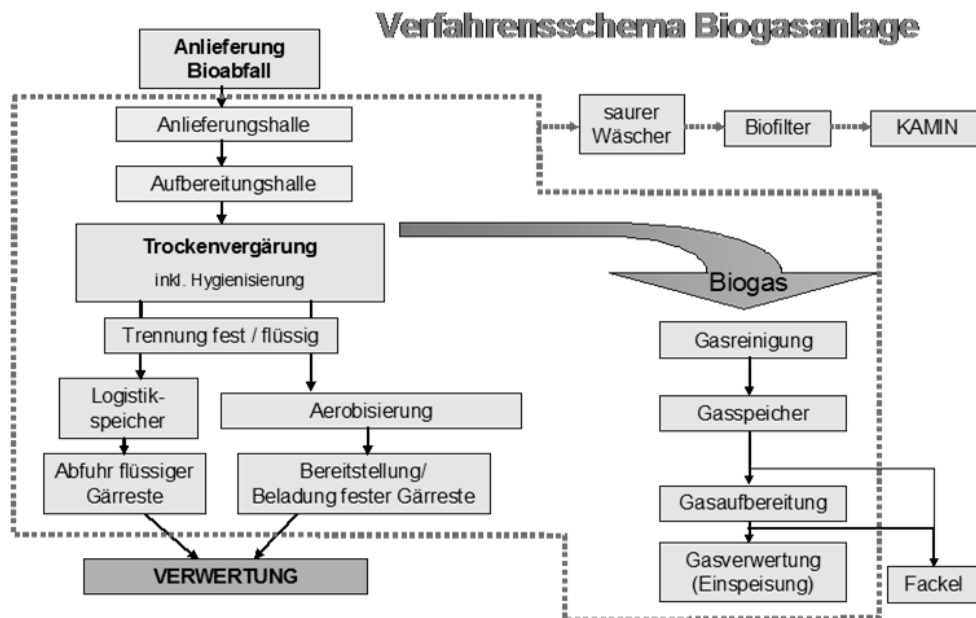 Verfahrensschema Biogasanlage
Anlieferung
Bioabfall
Anlieferungshalle
Aufbereitungshalle
Trockenvergärung
inkl. Hygienisierung
Trennung fest / flüssig
Logistik-
speicher
Aerobisierung
Abfuhr flüssiger
Gärreste
Bereitstellung/
Beladung fester Gärreste
VERWERTUNG
saurer
Wäscher
Biofilter
KAMIN
Biogas
Gasreinigung
Gasspeicher
Gasaufbereitung
Gasverwertung
(Einspeisung)
Fackel